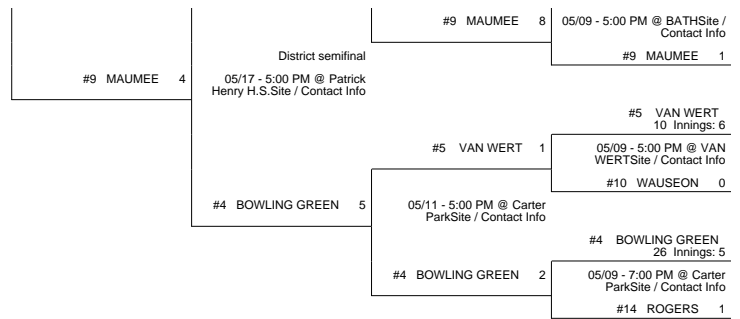 #9 MAUMEE 8
05/09 - 5:00 PM @ BATHSite /
Contact Info
District semifinal
#9 MAUMEE 1
#9 MAUMEE 4
05/17 - 5:00 PM @ Patrick
Henry H.S.Site / Contact Info
#5 VAN WERT
10 Innings: 6
#5 VAN WERT 1
05/09 - 5:00 PM @ VAN
WERTSite / Contact Info
#10 WAUSEON 0
#4 BOWLING GREEN 5
05/11 - 5:00 PM @ Carter
ParkSite / Contact Info
#4 BOWLING GREEN
26 Innings: 5
#4 BOWLING GREEN 2
05/09 - 7:00 PM @ Carter
ParkSite / Contact Info
#14 ROGERS 1